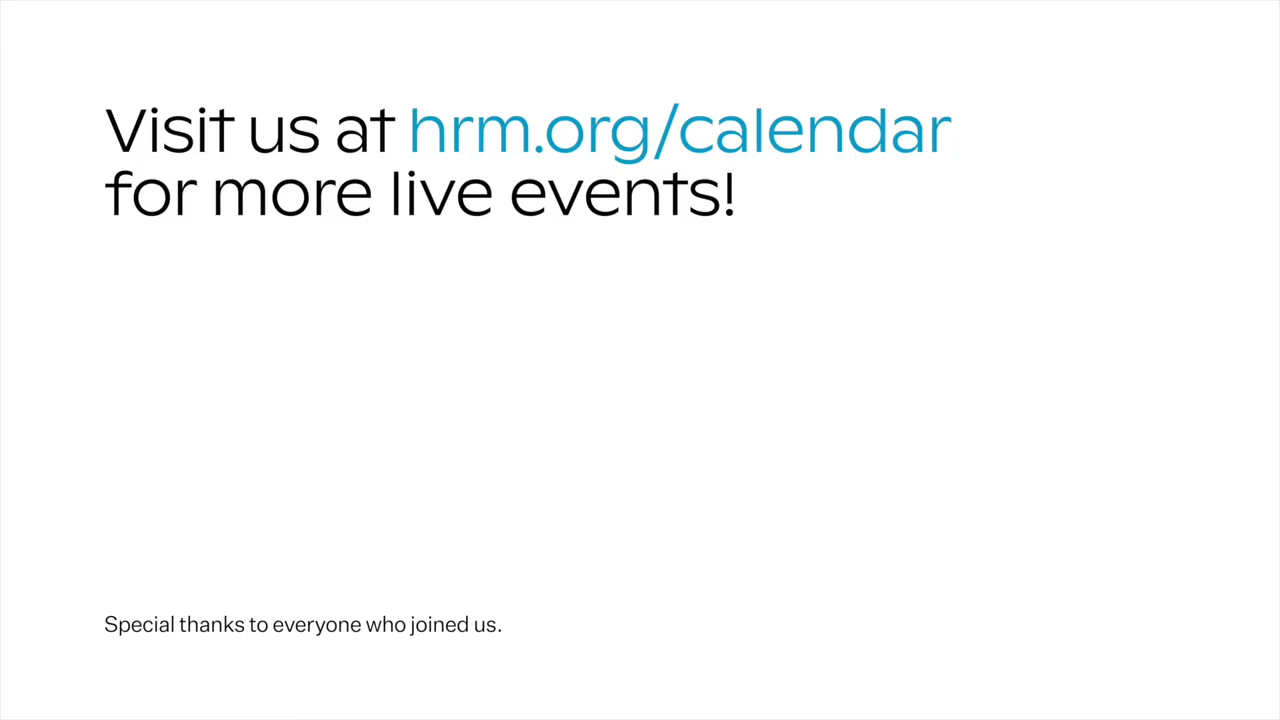 Visit us at hrm.org/calendar
for more live events!
Special thanks to everyone who joined us.